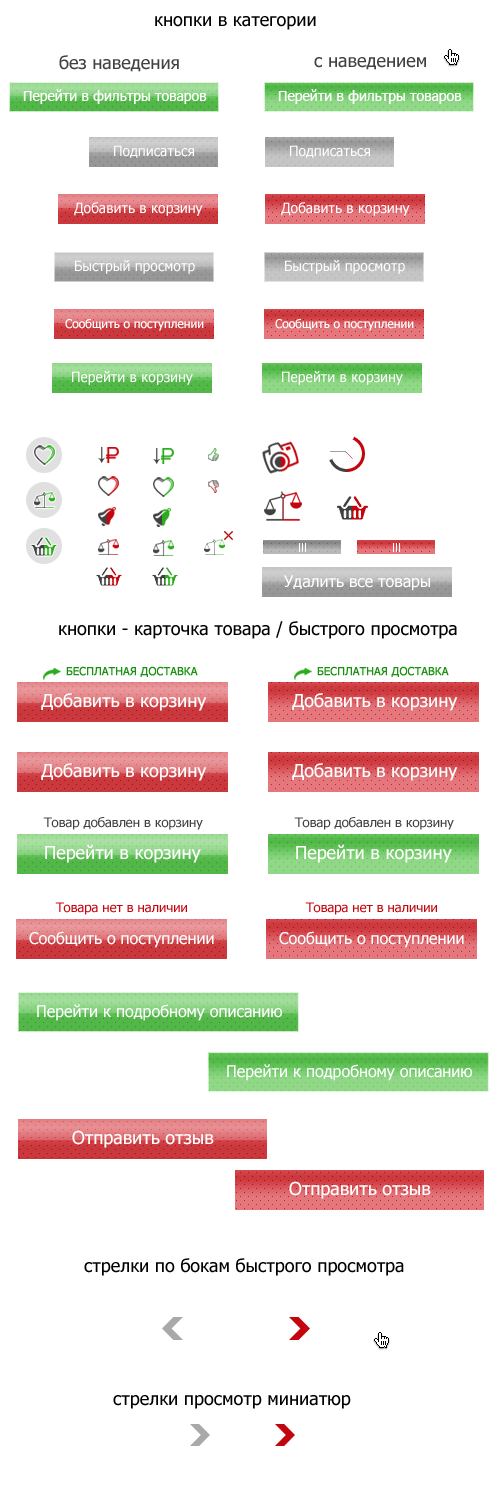 кнопки в категории
без наведения
с наведением
Перейти в фильтры товаров
Перейти в фильтры товаров
Подписаться
Подписаться
Добавить в корзину
Добавить в корзину
Быстрый просмотр
Быстрый просмотр
Сообщить о поступлении
Сообщить о поступлении
Перейти в корзину
Перейти в корзину
Удалить все товары
кнопки - карточка товара / быстрого просмотра
БЕСПЛАТНАЯ ДОСТАВКА
БЕСПЛАТНАЯ ДОСТАВКА
Добавить в корзину
Добавить в корзину
Добавить в корзину
Добавить в корзину
Товар добавлен в корзину
Товар добавлен в корзину
Перейти в корзину
Перейти в корзину
Товара нет в наличии
Товара нет в наличии
Сообщить о поступлении
Сообщить о поступлении
Перейти к подробному описанию
Перейти к подробному описанию
Отправить отзыв
Отправить отзыв
стрелки по бокам быстрого просмотра
стрелки просмотр миниатюр